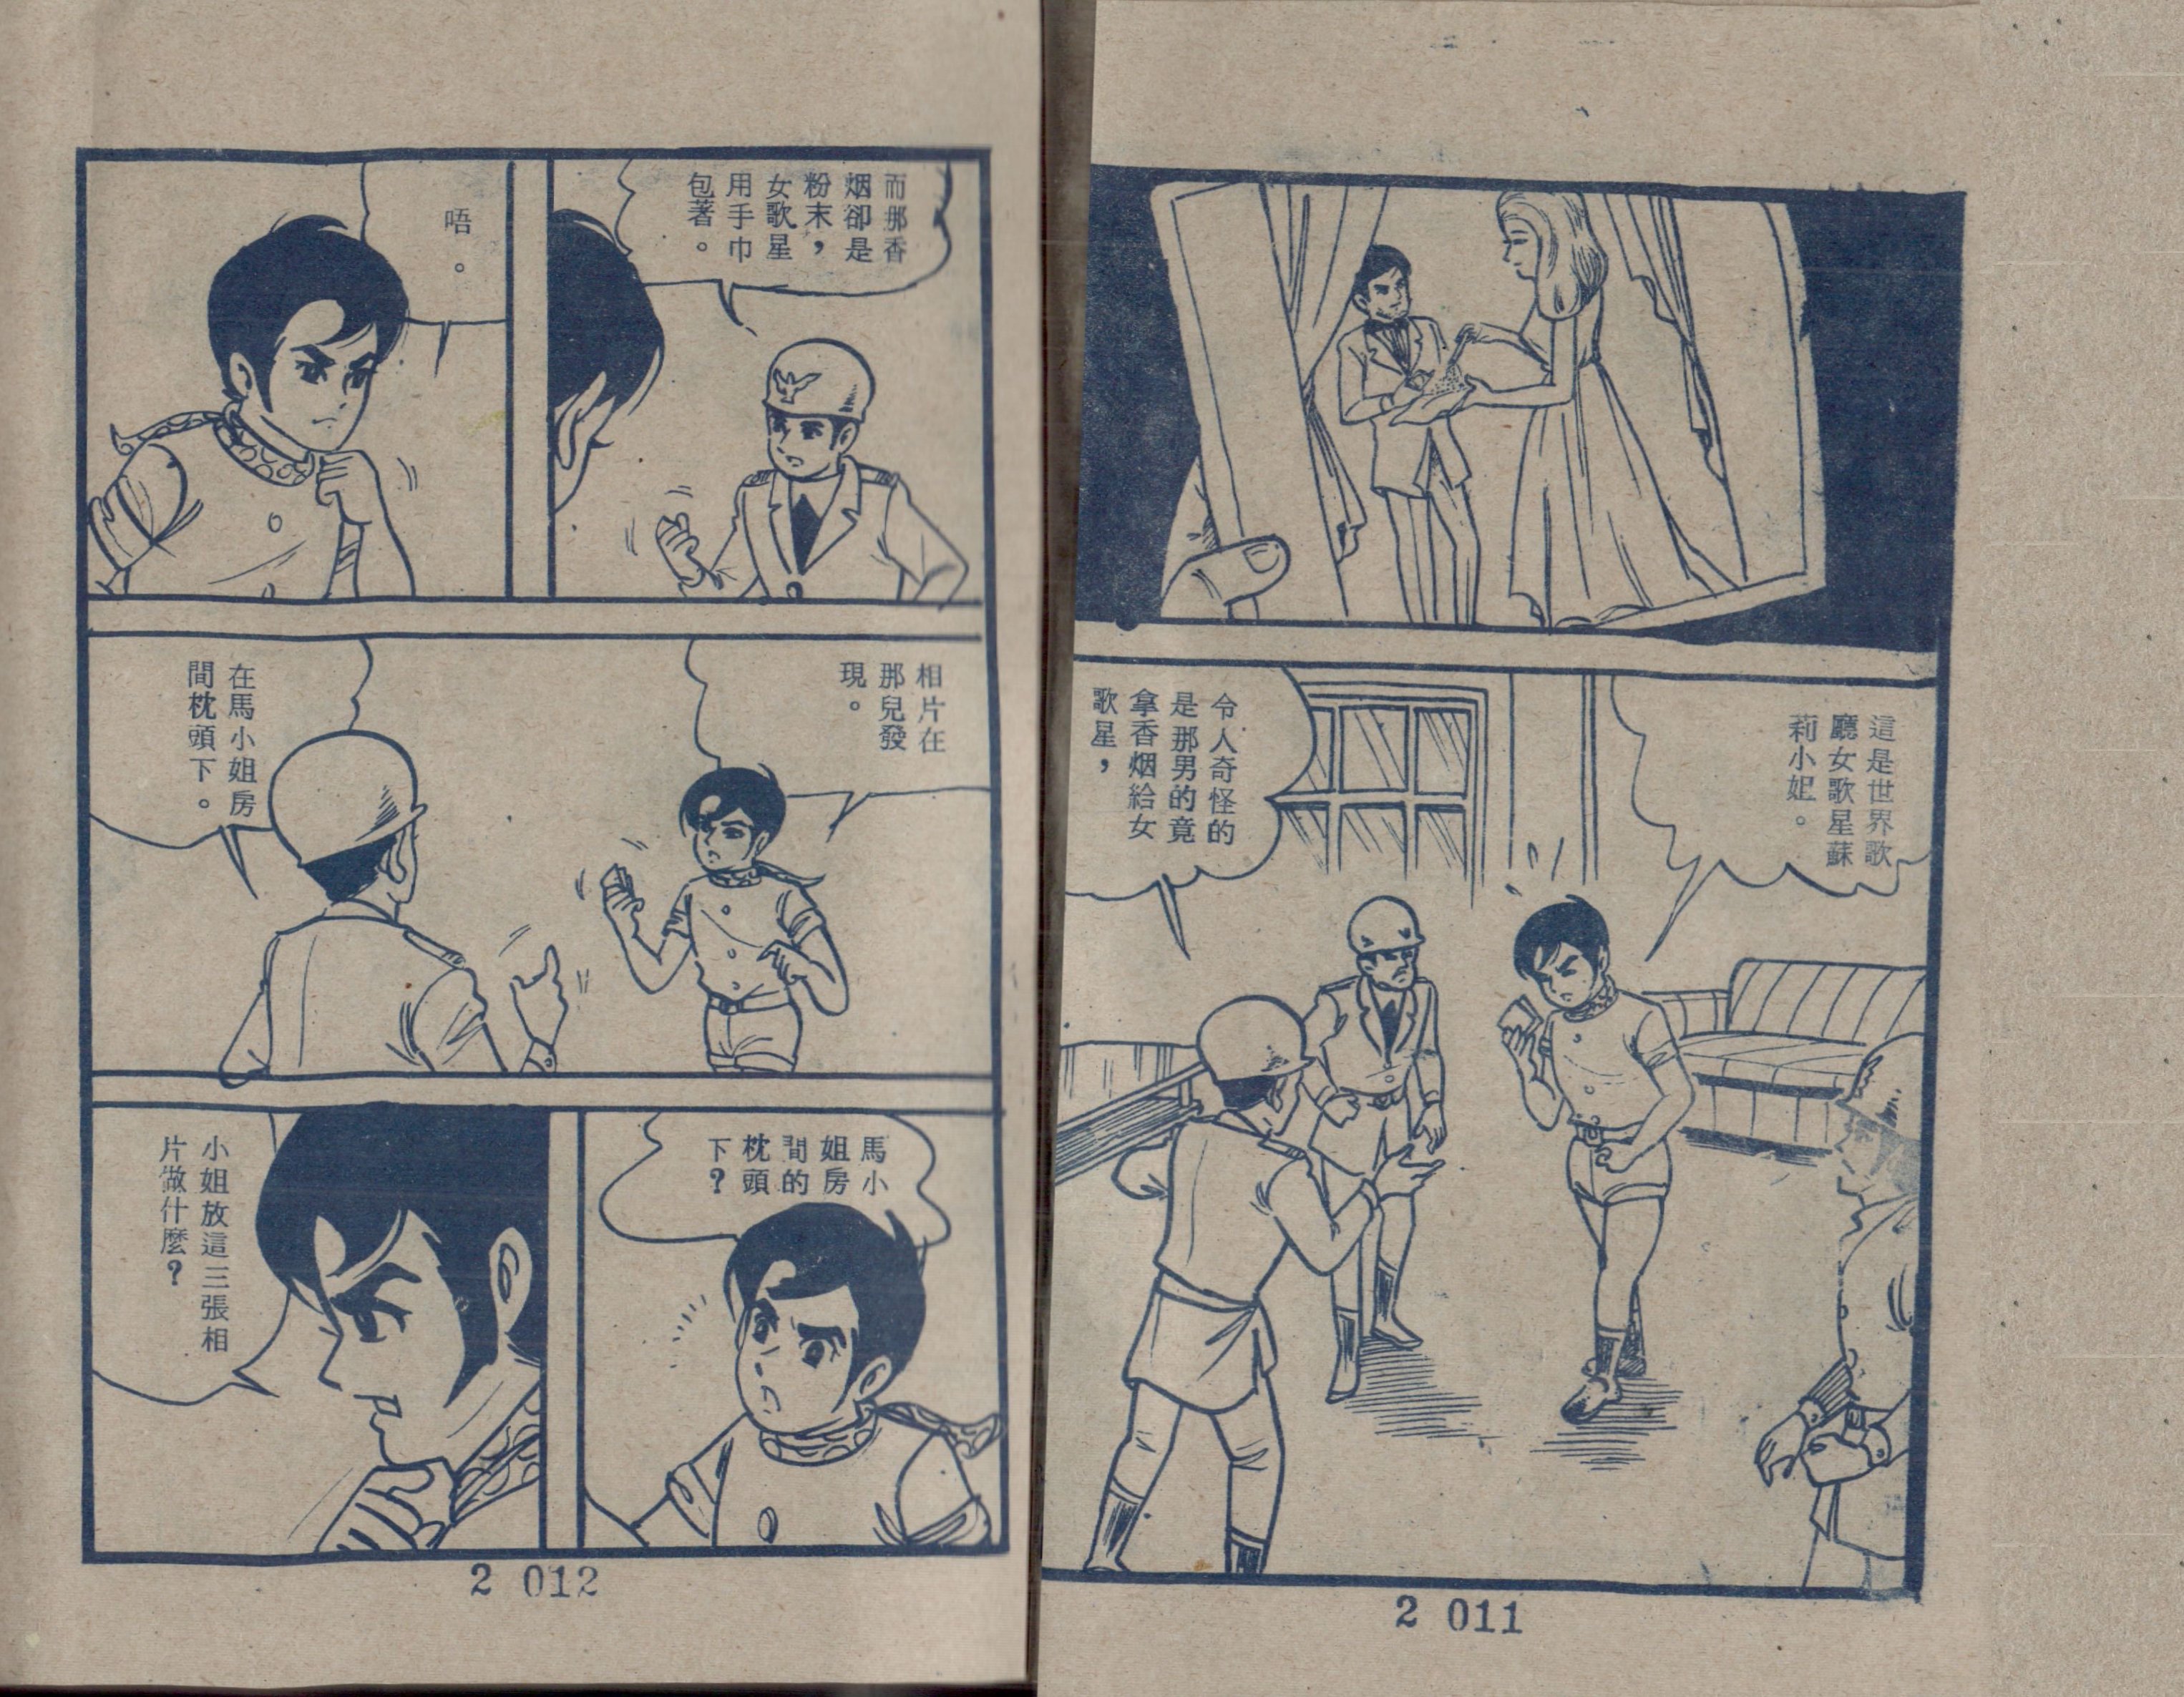 這是世界歌
廳女歌星蘇
莉小姐。
令人奇怪的
是那男的竟
拿香烟給女
歌星，
2 011
而那香
烟卻是
粉末，
女歌星
用手巾
包著。
唔。
相片在
那兒發
現。
在馬小姐房
間枕頭下。
馬小
姐房
間的
枕頭
下？
小姐放這三張相
片做什麼？
2 012